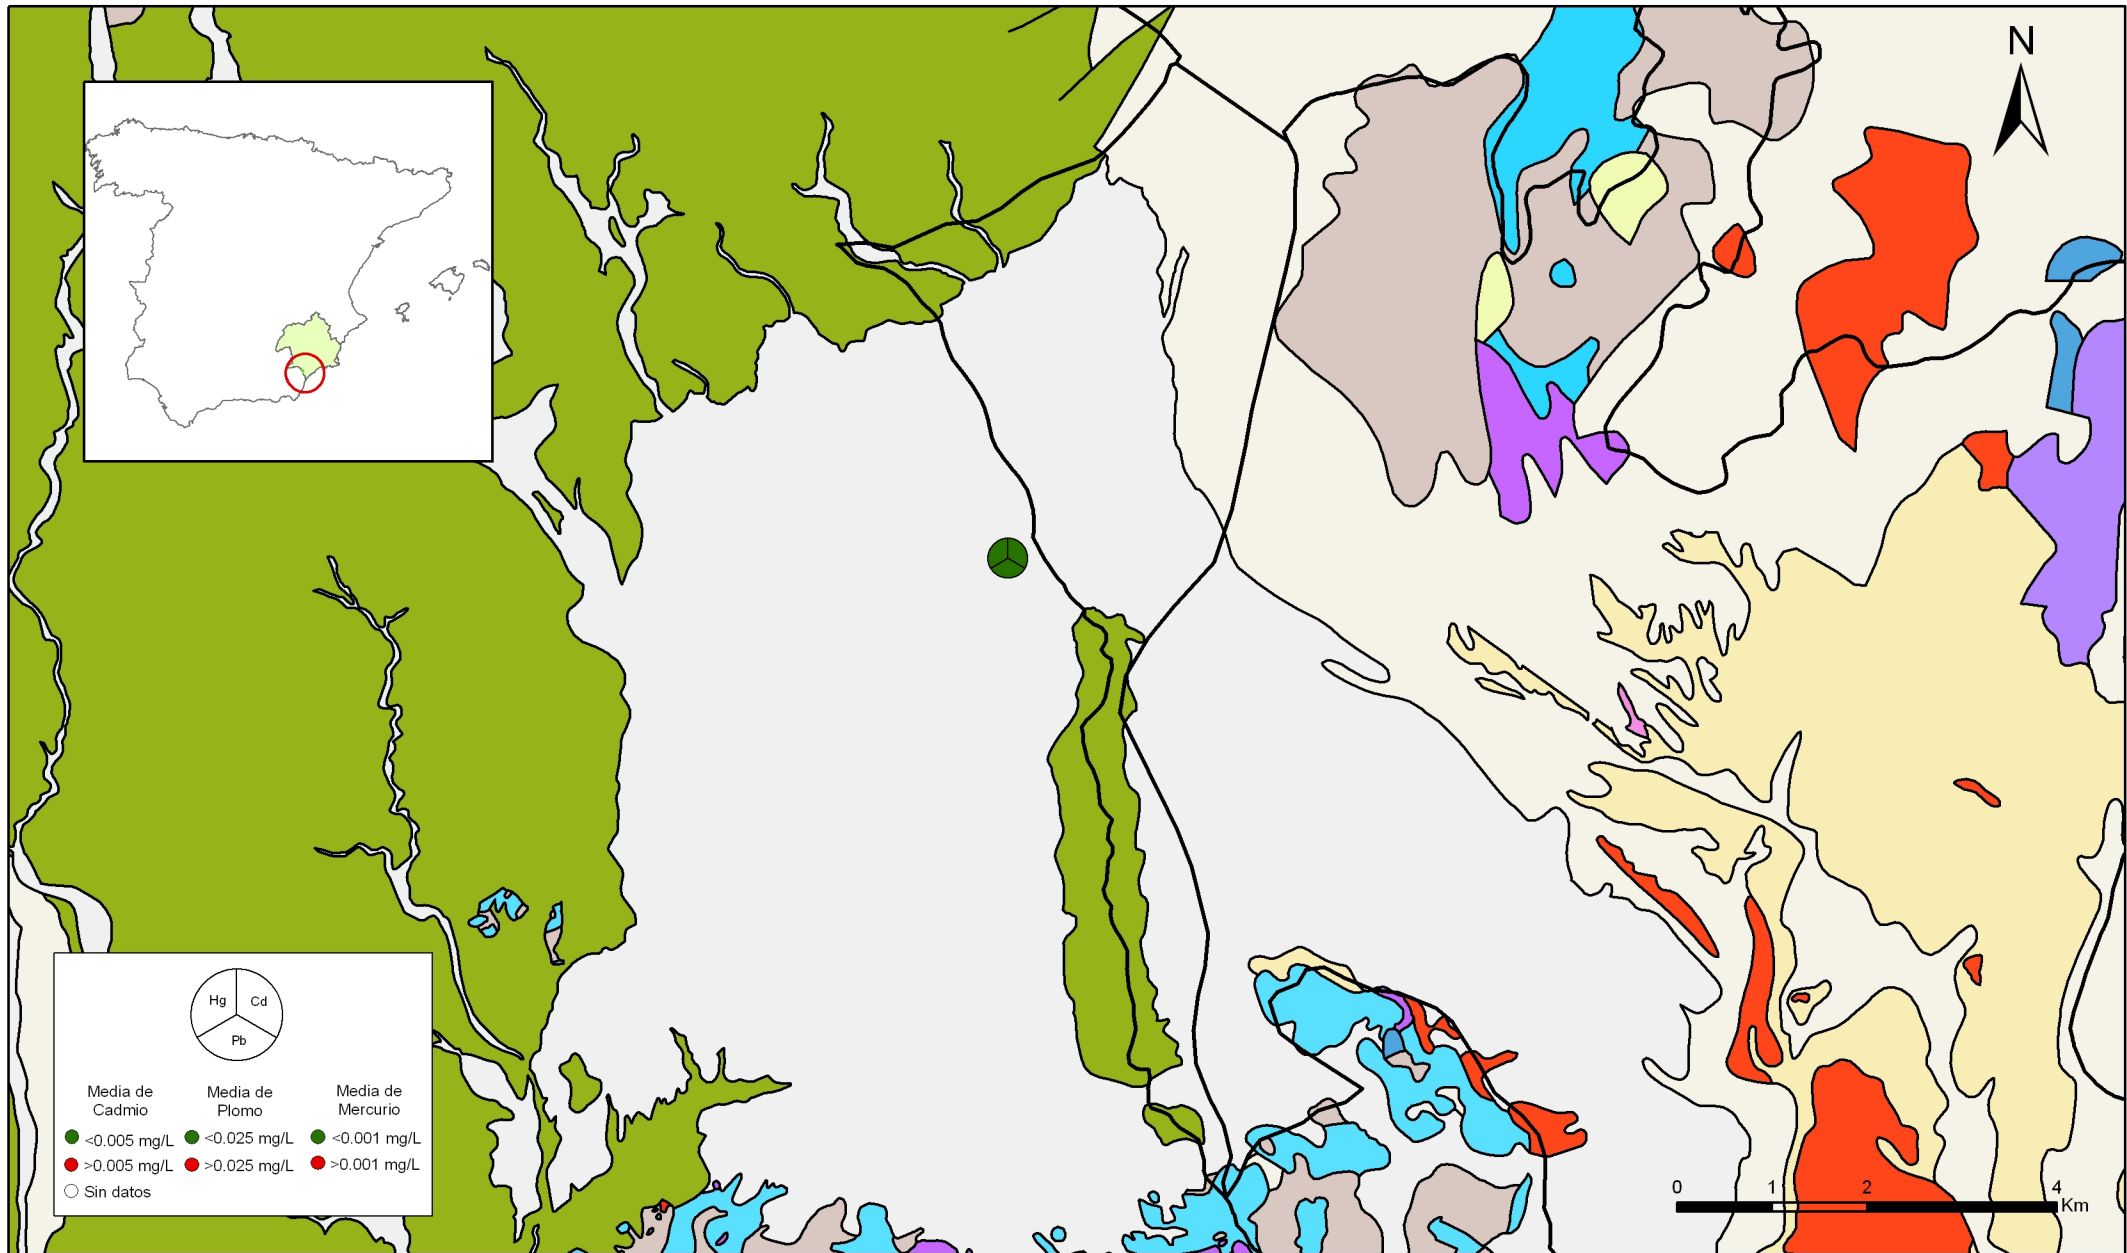 N
Hg Cd
Pb
Media de Cadmio
Media de Plomo
Media de Mercurio
<0.005 mg/L <0.025 mg/L <0.001 mg/L
>0.005 mg/L >0.025 mg/L >0.001 mg/L
Sin datos
0 1 2 4
Km